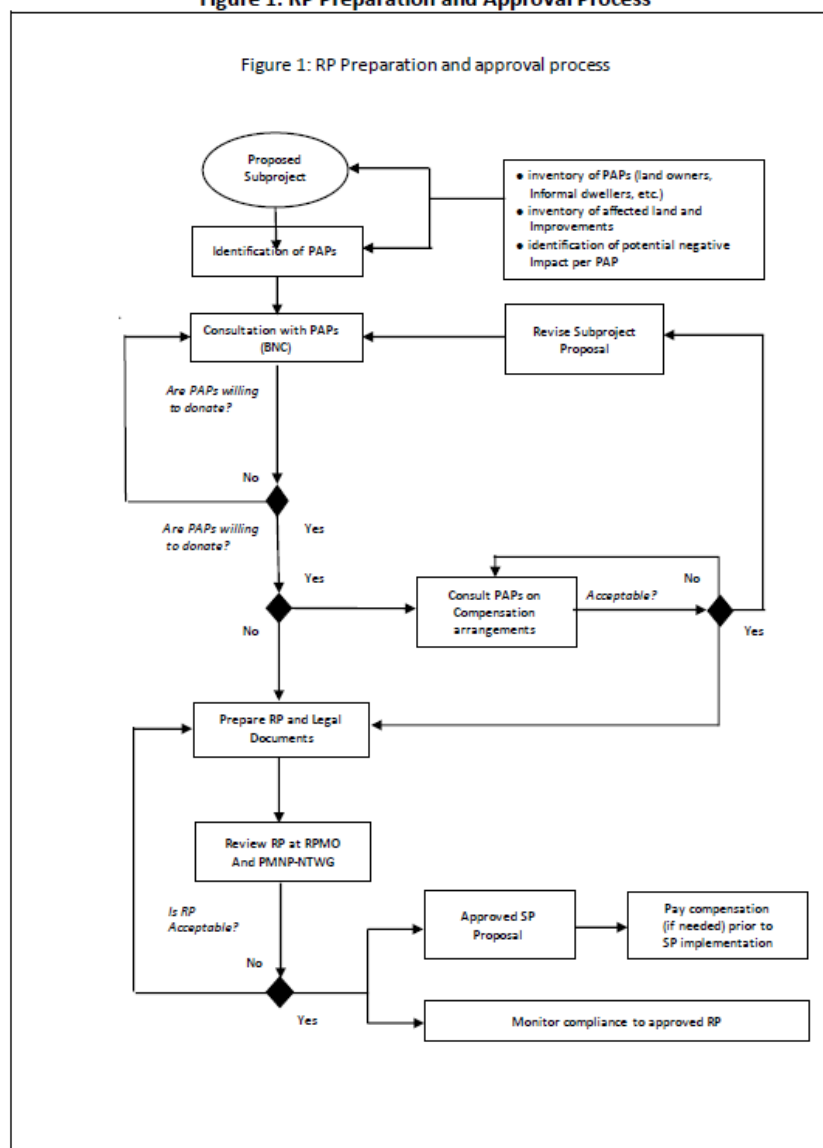 Figure 1: RP Preparation and Approval Process
Figure 1: RP Preparation and approval process
Proposed
Subproject
● inventory of PAPs (land owners,
Informal dwellers, etc.)
● inventory of affected land and
Improvements
● identification of potential negative
Impact per PAP
Identification of PAPs
Consultation with PAPs
(BNC)
Revise Subproject
Proposal
Are PAPs willing
to donate?
No
Are PAPs willing
to donate?
Yes
Yes
No
Consult PAPs on
Compensation
arrangements
Acceptable?
No
Yes
Prepare RP and Legal
Documents
Review RP at RPMO
And PMNP-NTWG
Is RP
Acceptable?
No
Yes
Approved SP
Proposal
Pay compensation
(if needed) prior to
SP implementation
Monitor compliance to approved RP